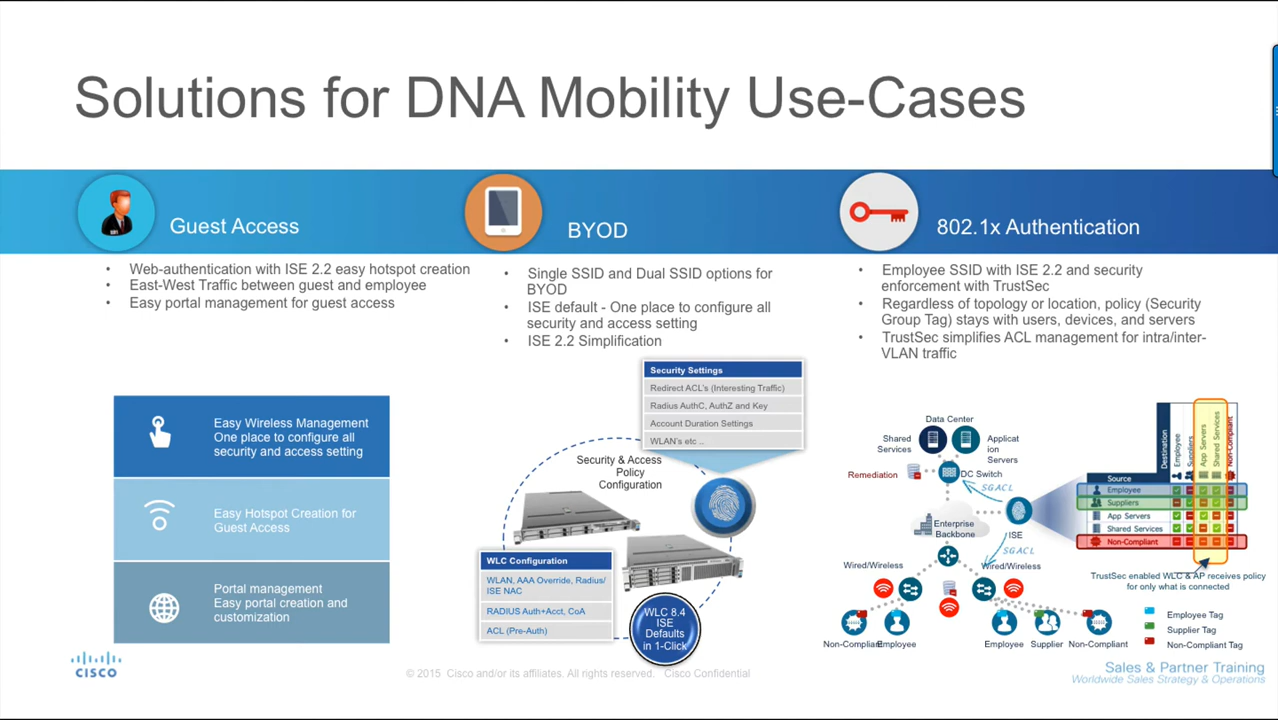 Solutions for DNA Mobility Use-Cases
Guest Access
• Web-authentication with ISE 2.2 easy hotspot creation
• East-West Traffic between guest and employee
• Easy portal management for guest access
Easy Wireless Management
One place to configure all
security and access setting
Easy Hotspot Creation for
Guest Access
Portal management
Easy portal creation and
customization
BYOD
• Single SSID and Dual SSID options for
BYOD
• ISE default - One place to configure all
security and access setting
• ISE 2.2 Simplification
Security Settings
Redirect ACL's (Interesting Traffic)
Radius AuthC, AuthZ and Key
Account Duration Settings
WLAN's etc ..
Security & Access
Policy
Configuration
WLC Configuration
WLAN, AAA Override, Radius/
ISE NAC
RADIUS Auth+Acct, CoA
ACL (Pre-Auth)
WLC 8.4
ISE
Defaults
in 1-Click
802.1x Authentication
• Employee SSID with ISE 2.2 and security
enforcement with TrustSec
• Regardless of topology or location, policy (Security
Group Tag) stays with users, devices, and servers
• TrustSec simplifies ACL management for intra/inter-
VLAN traffic
Data Center
Shared
Services
Applicat
ion
Servers
Remediation
DC Switch
SGACL
Enterprise
Backbone
ISE
SGACL
Wired/Wireless
Wired/Wireless
Non-Compliant
Employee
Employee
Supplier
Non-Compliant
Destination
Employee
Suppliers
App Servers
Shared Services
Non-Compliant
Source
Employee
Suppliers
App Servers
Shared Services
Non-Compliant
TrustSec enabled WLC & AP receives policy
for only what is connected
Employee Tag
Supplier Tag
Non-Compliant Tag
CISCO
© 2015 Cisco and/or its affiliates. All rights reserved. Cisco Confidential
Sales & Partner Training
Worldwide Sales Strategy & Operations